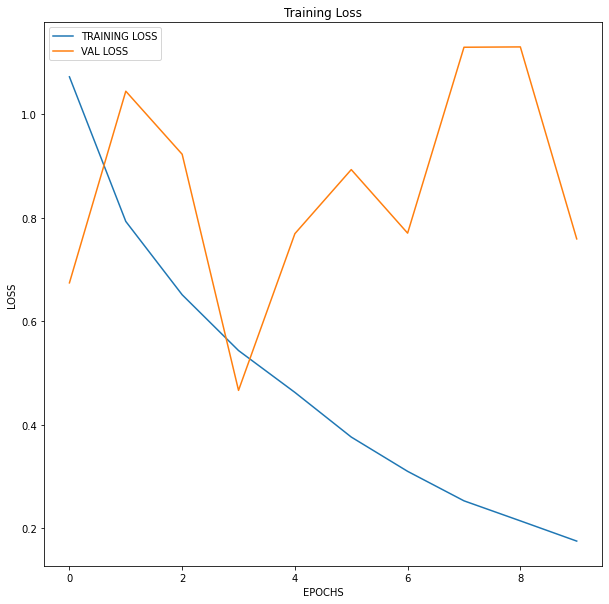 Training Loss
TRAINING LOSS
VAL LOSS
1.0
0.8
0.6
0.4
0.2
LOSS
0 2 4 6 8
EPOCHS